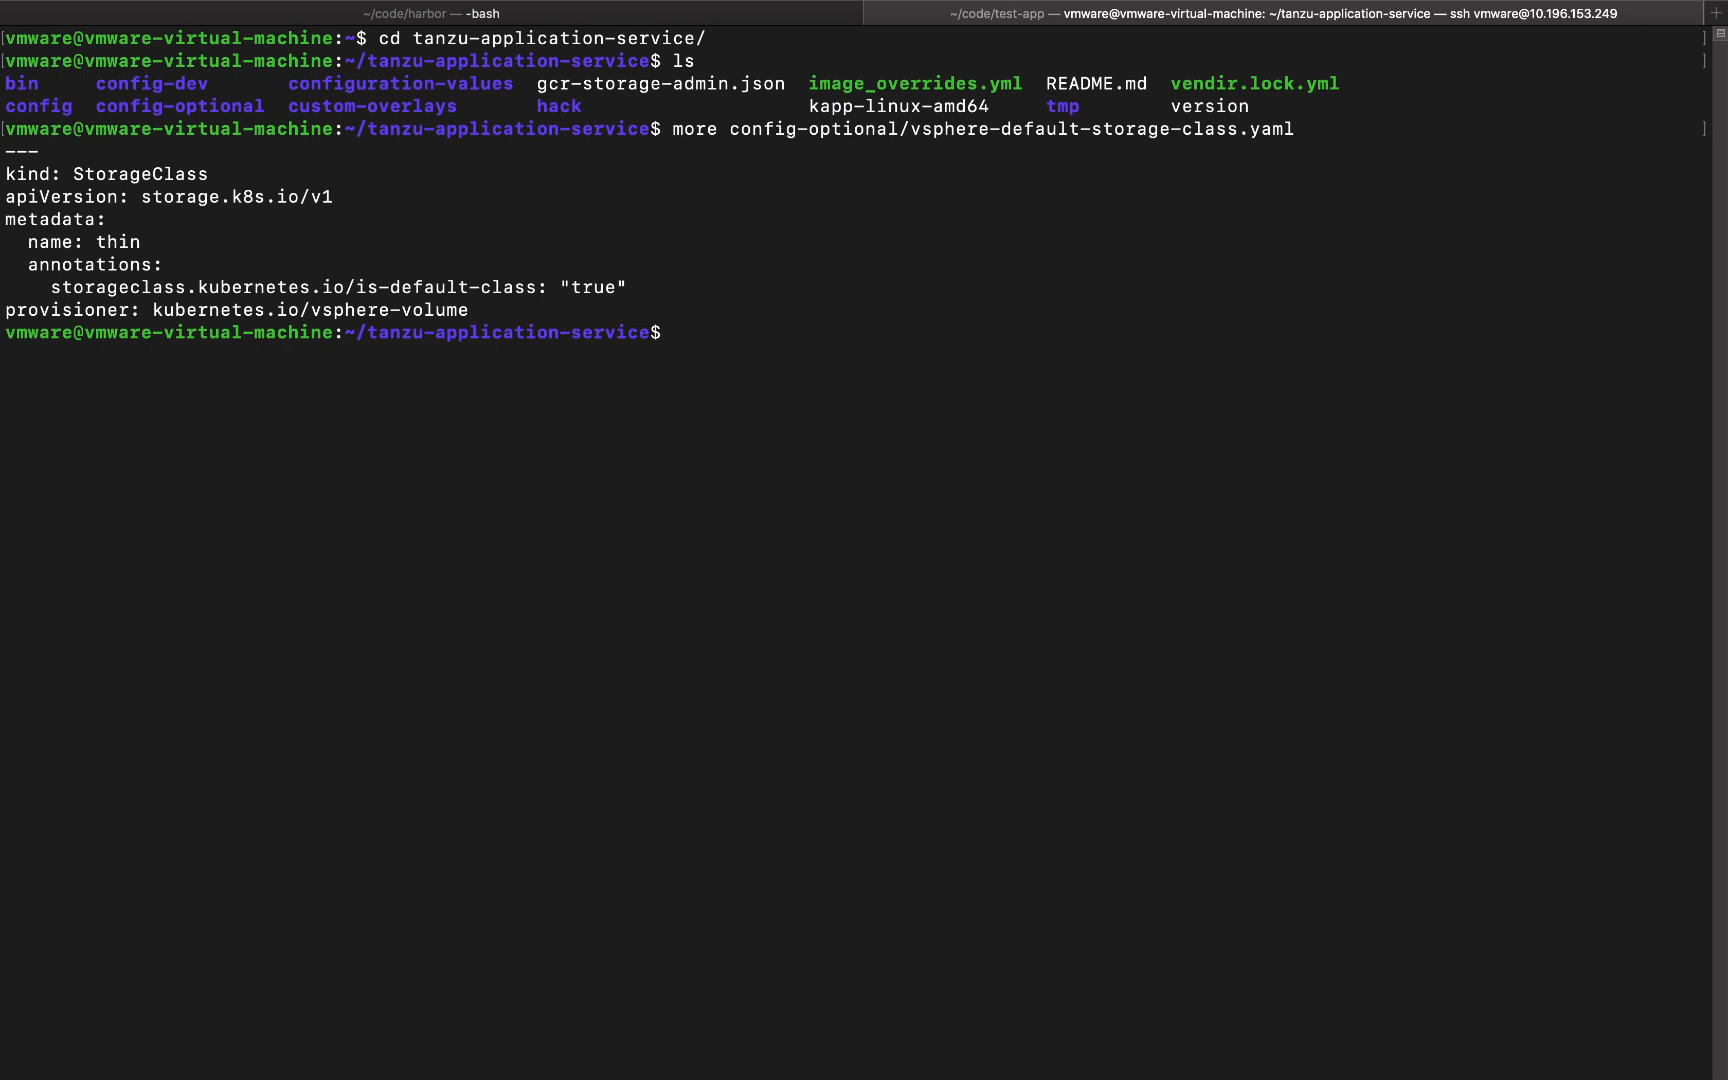 ~/code/harbor — -bash
~/code/test-app — vmware@vmware-virtual-machine: ~/tanzu-application-service — ssh vmware@10.196.153.249
[vmware@vmware-virtual-machine:~$ cd tanzu-application-service/ ]
[vmware@vmware-virtual-machine:~/tanzu-application-service$ ls ]
bin config-dev configuration-values gcr-storage-admin.json image_overrides.yml README.md vendir.lock.yml
config config-optional custom-overlays hack kapp-linux-amd64 tmp version
[vmware@vmware-virtual-machine:~/tanzu-application-service$ more config-optional/vsphere-default-storage-class.yaml ]
---
kind: StorageClass
apiVersion: storage.k8s.io/v1
metadata:
  name: thin
  annotations:
    storageclass.kubernetes.io/is-default-class: "true"
provisioner: kubernetes.io/vsphere-volume
vmware@vmware-virtual-machine:~/tanzu-application-service$